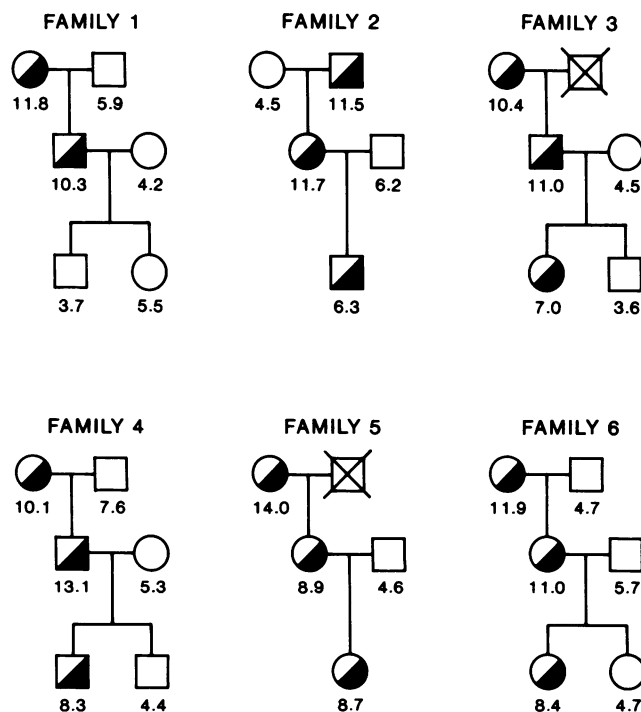 FAMILY 1 FAMILY 2 FAMILY 3
11.8 5.9 4.5 11.5 10.4
10.3 4.2 11.7 6.2 11.0 4.5
3.7 5.5 6.3 7.0 3.6
FAMILY 4 FAMILY 5 FAMILY 6
10.1 7.6 14.0 11.9 4.7
13.1 5.3 8.9 4.6 11.0 5.7
8.3 4.4 8.7 8.4 4.7